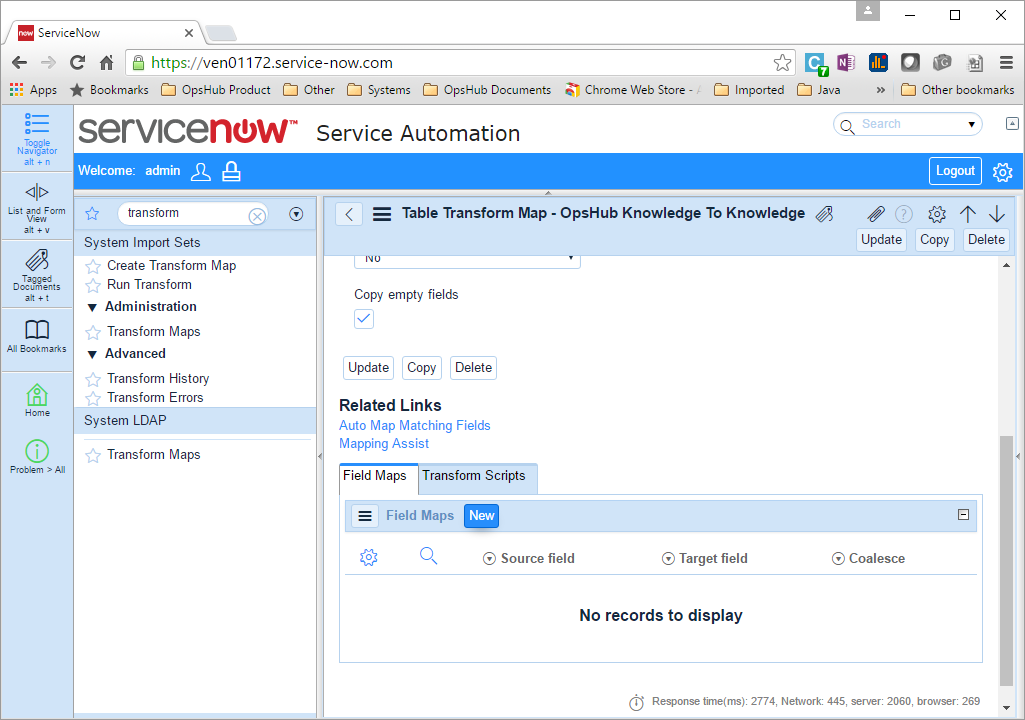 now ServiceNow
https://ven01172.service-now.com
7
Apps Bookmarks OpsHub Product Other Systems OpsHub Documents Chrome Web Store - Imported Java » Other bookmarks
Toggle
Navigator
alt + n
servicenow™ Service Automation
Search
Welcome: admin
Logout
List and Form
View
alt + v
Tagged
Documents
alt + t
All Bookmarks
Home
Problem > All
transform
System Import Sets
Create Transform Map
Run Transform
Administration
Transform Maps
Advanced
Transform History
Transform Errors
System LDAP
Transform Maps
Table Transform Map - OpsHub Knowledge To Knowledge
?
Update Copy Delete
No
Copy empty fields
Update Copy Delete
Related Links
Auto Map Matching Fields
Mapping Assist
Field Maps Transform Scripts
Field Maps New
Source field Target field Coalesce
No records to display
Response time(ms): 2774, Network: 445, server: 2060, browser: 269